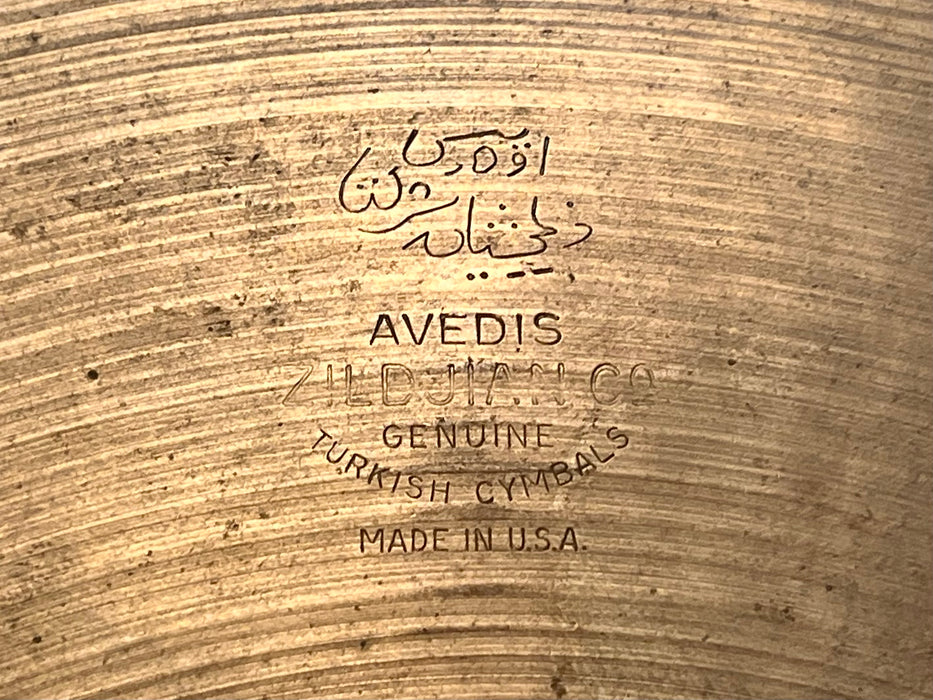 AVEDIS
ZILDJIAN CO
GENUINE
TURKISH CYMBALS
MADE IN U.S.A.